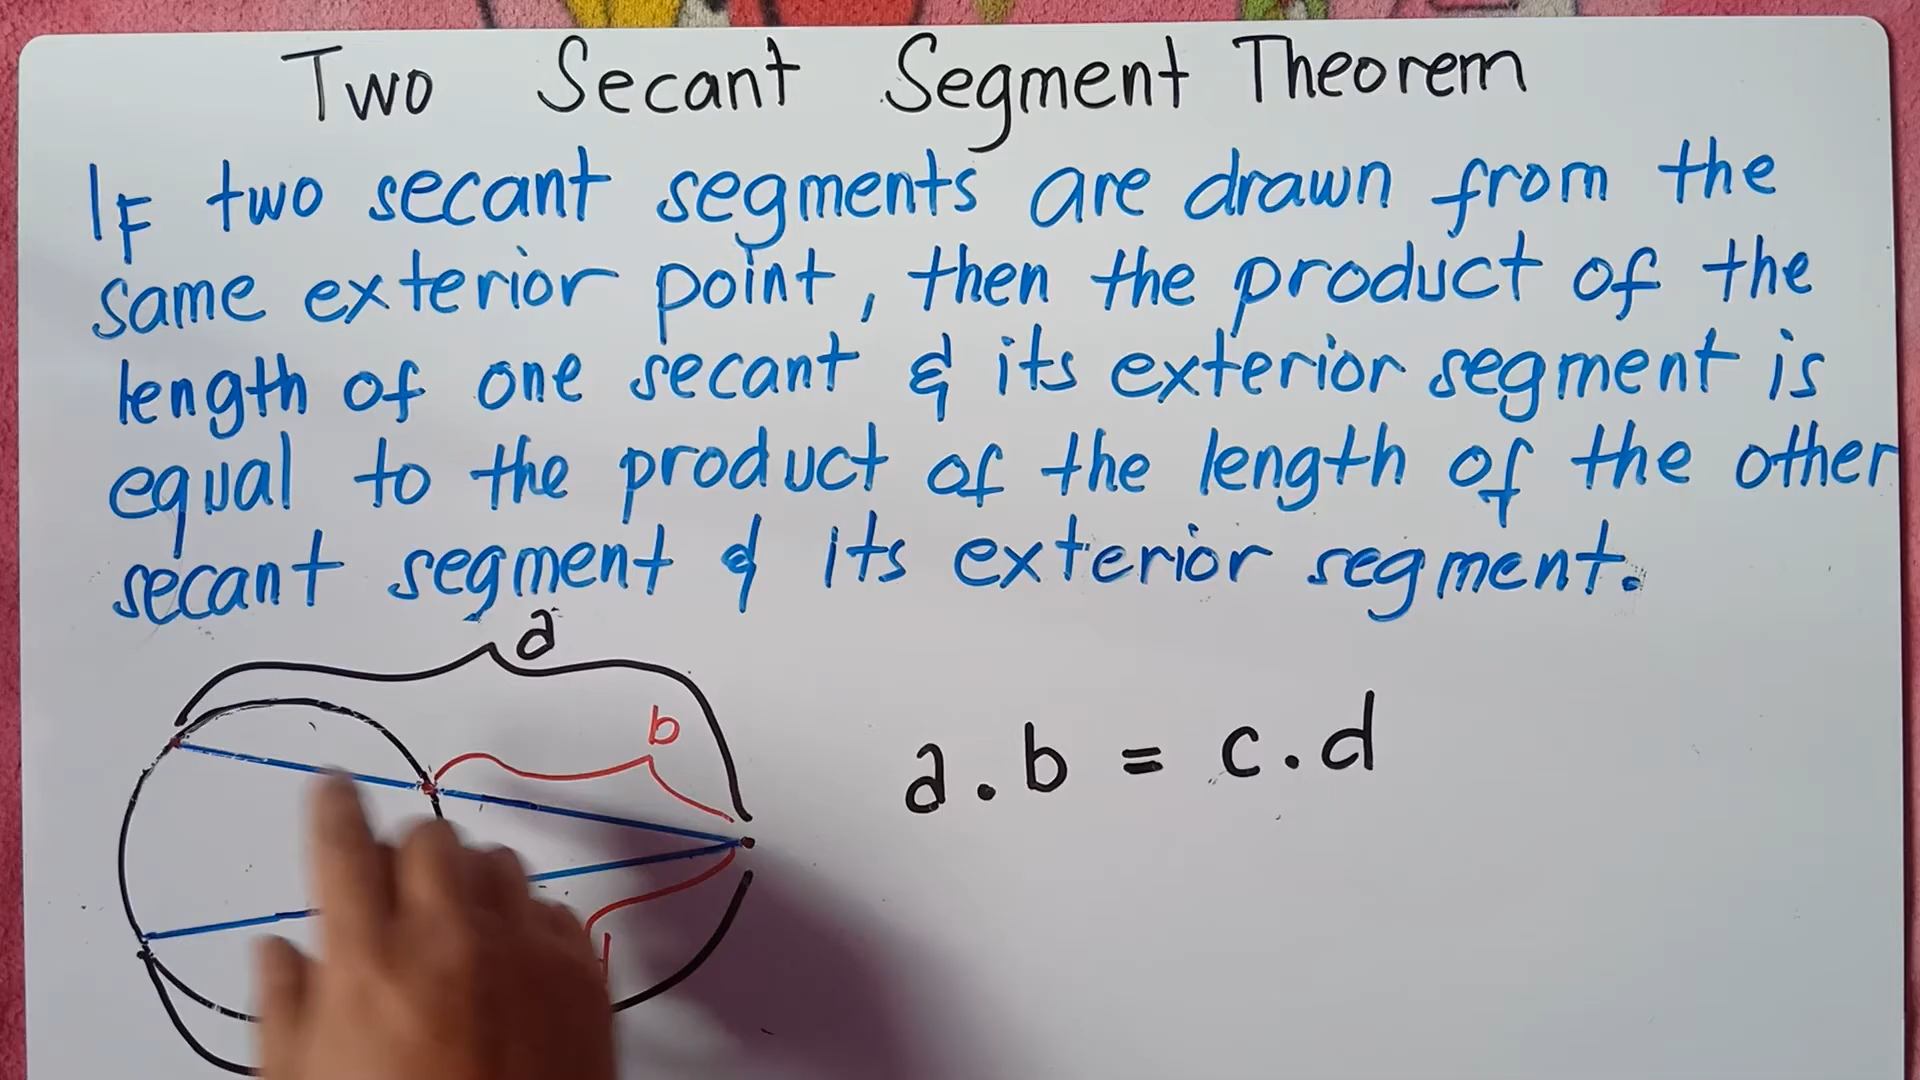 Two Secant Segment Theorem
IF two secant segments are drawn from the
same exterior point, then the product of the
length of one secant & its exterior segment is
equal to the product of the length of the other
secant segment & its exterior segment.
a
b
a . b = c . d